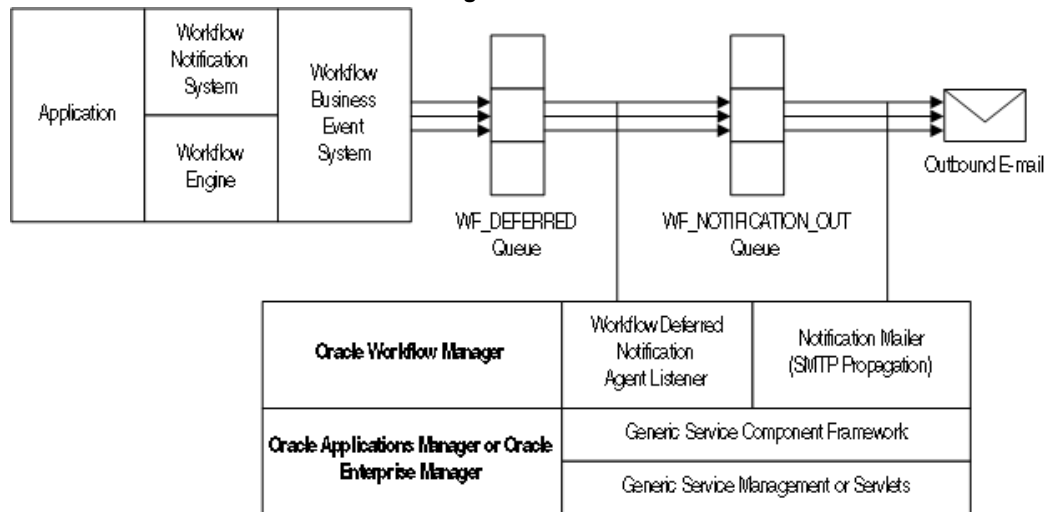 Application
Workflow
Notification
System
Workflow
Engine
Workflow
Business
Event
System
WF_DEFERRED
Queue
WF_NOTIFICATION_OUT
Queue
Outbound E-mail
Oracle Workflow Manager
Workflow Deferred
Notification
Agent Listener
Notification Mailer
(SMTP Propagation)
Oracle Applications Manager or Oracle
Enterprise Manager
Generic Service Component Framework
Generic Service Management or Servlets